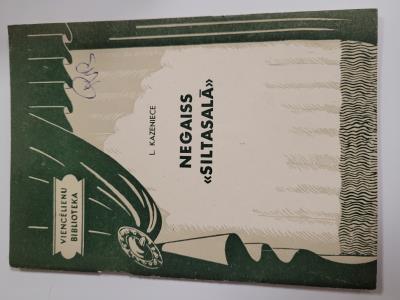 L. KAZENIECE
NEGAISS
«SILTASALĀ»
VIENCĒLIENU
BIBLIOTEKA